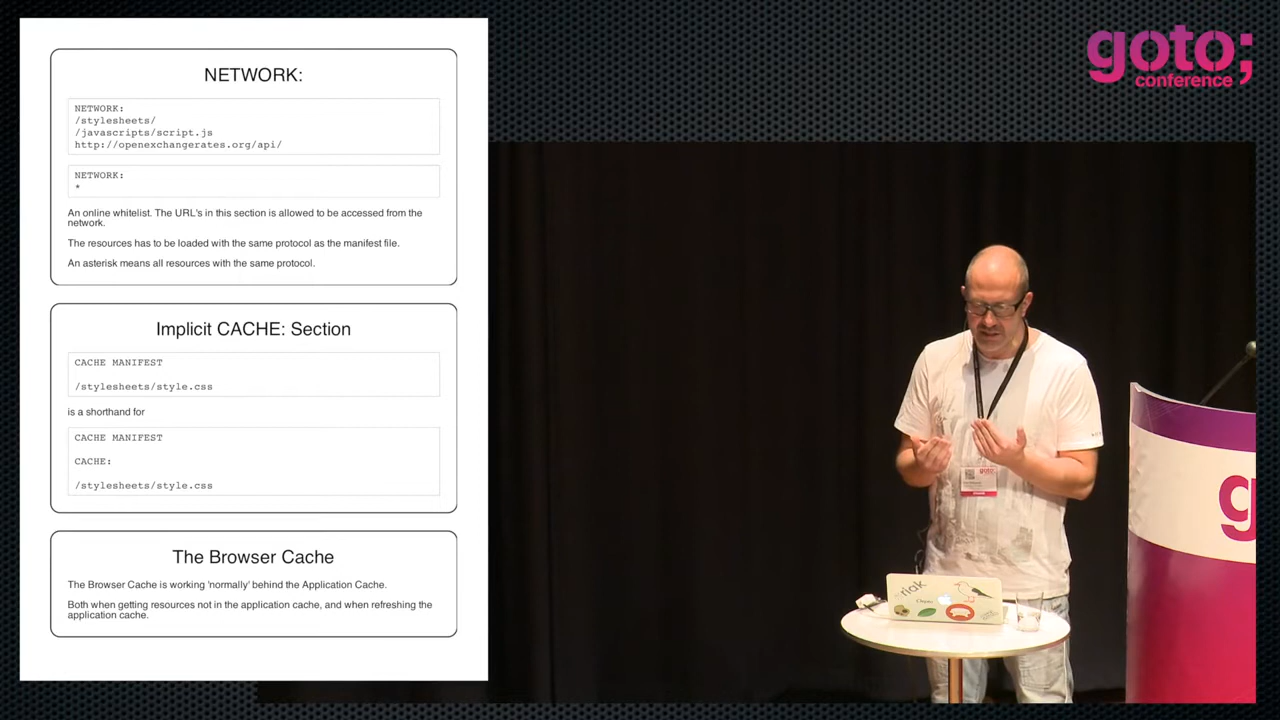 NETWORK:
NETWORK:
/stylesheets/
/javascripts/script.js
http://openexchangerates.org/api/
NETWORK:
*
An online whitelist. The URL's in this section is allowed to be accessed from the
network.
The resources has to be loaded with the same protocol as the manifest file.
An asterisk means all resources with the same protocol.
Implicit CACHE: Section
CACHE MANIFEST
/stylesheets/style.css
is a shorthand for
CACHE MANIFEST
CACHE:
/stylesheets/style.css
The Browser Cache
The Browser Cache is working 'normally' behind the Application Cache.
Both when getting resources not in the application cache, and when refreshing the
application cache.
goto;
conference
goto;
riak
g